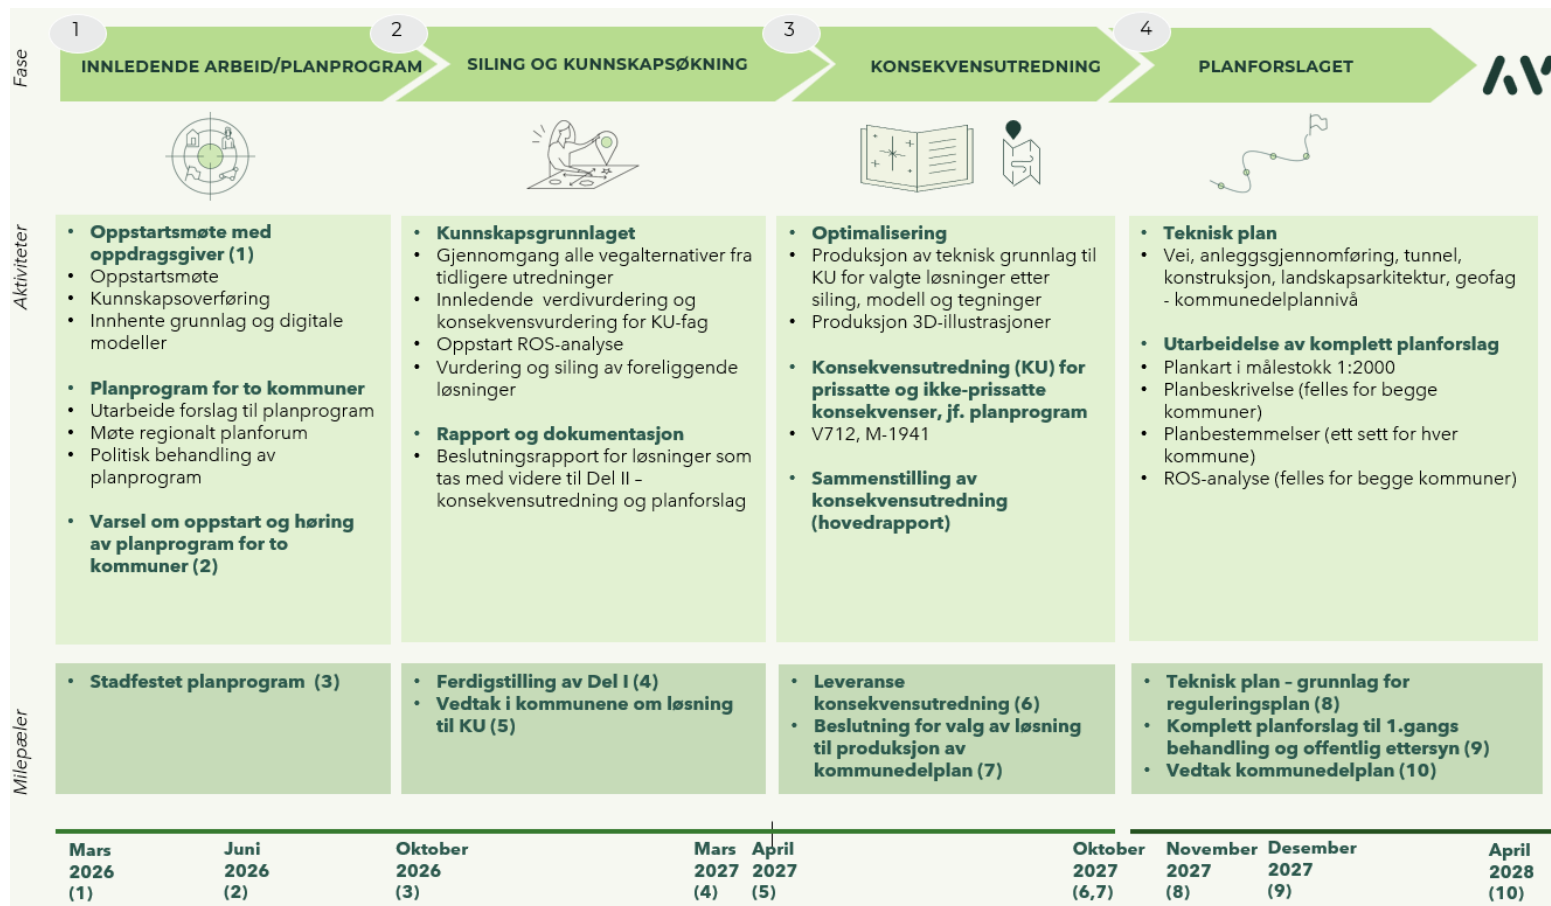 Fase
1
INNLEDENDE ARBEID/PLANPROGRAM
2
SILING OG KUNNSKAPSØKNING
3
KONSEKVENSUTREDNING
4
PLANFORSLAGET
Aktiviteter
• Oppstartsmøte med
oppdragsgiver (1)
• Oppstartsmøte
• Kunnskapsoverføring
• Innhente grunnlag og digitale
modeller
• Planprogram for to kommuner
• Utarbeide forslag til planprogram
• Møte regionalt planforum
• Politisk behandling av
planprogram
• Varsel om oppstart og høring
av planprogram for to
kommuner (2)
• Kunnskapsgrunnlaget
• Gjennomgang alle vegalternativer fra
tidligere utredninger
• Innledende  verdivurdering og
konsekvensvurdering for KU-fag
• Oppstart ROS-analyse
• Vurdering og siling av foreliggende
løsninger
• Rapport og dokumentasjon
• Beslutningsrapport for løsninger som
tas med videre til Del II –
konsekvensutredning og planforslag
• Optimalisering
• Produksjon av teknisk grunnlag til
KU for valgte løsninger etter
siling, modell og tegninger
• Produksjon 3D-illustrasjoner
• Konsekvensutredning (KU) for
prissatte og ikke-prissatte
konsekvenser, jf. planprogram
• V712, M-1941
• Sammenstilling av
konsekvensutredning
(hovedrapport)
• Teknisk plan
• Vei, anleggsgjennomføring, tunnel,
konstruksjon, landskapsarkitektur, geofag
- kommunedelplannivå
• Utarbeidelse av komplett planforslag
• Plankart i målestokk 1:2000
• Planbeskrivelse (felles for begge
kommuner)
• Planbestemmelser (ett sett for hver
kommune)
• ROS-analyse (felles for begge kommuner)
Milepæler
• Stadfestet planprogram  (3)
• Ferdigstilling av Del I (4)
• Vedtak i kommunene om løsning
til KU (5)
• Leveranse
konsekvensutredning (6)
• Beslutning for valg av løsning
til produksjon av
kommunedelplan (7)
• Teknisk plan – grunnlag for
reguleringsplan (8)
• Komplett planforslag til 1.gangs
behandling og offentlig ettersyn (9)
• Vedtak kommunedelplan (10)
Mars
2026
(1)
Juni
2026
(2)
Oktober
2026
(3)
Mars
2027
(4)
April
2027
(5)
Oktober
2027
(6,7)
November
2027
(8)
Desember
2027
(9)
April
2028
(10)